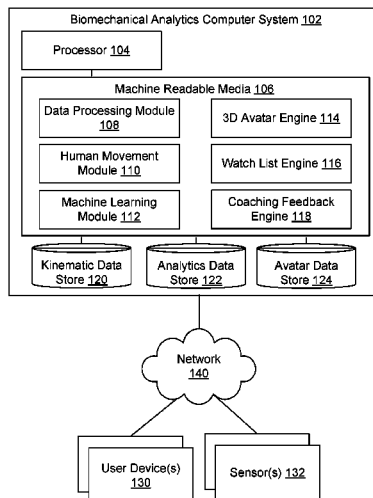 Biomechanical Analytics Computer System 102
Processor 104
Machine Readable Media 106
Data Processing Module
108
3D Avatar Engine 114
Human Movement
Module 110
Watch List Engine 116
Machine Learning
Module 112
Coaching Feedback
Engine 118
Kinematic Data
Store 120
Analytics Data
Store 122
Avatar Data
Store 124
Network
140
User Device(s)
130
Sensor(s) 132